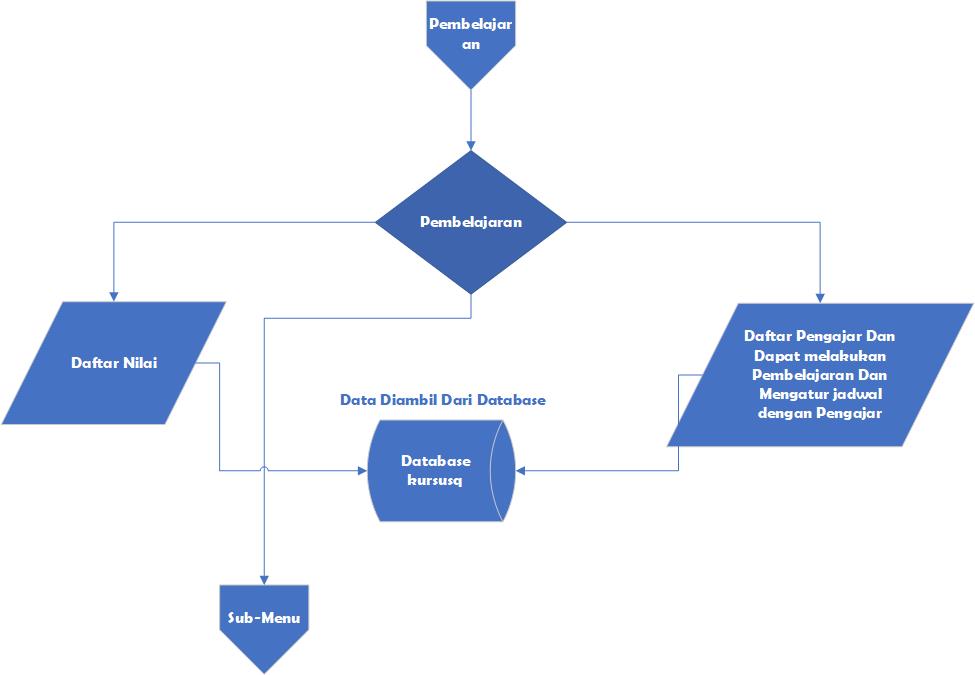 Pembelajar
an
Pembelajaran
Daftar Nilai
Daftar Pengajar Dan
Dapat melakukan
Pembelajaran Dan
Mengatur jadwal
dengan Pengajar
Data Diambil Dari Database
Database
kursusq
Sub-Menu